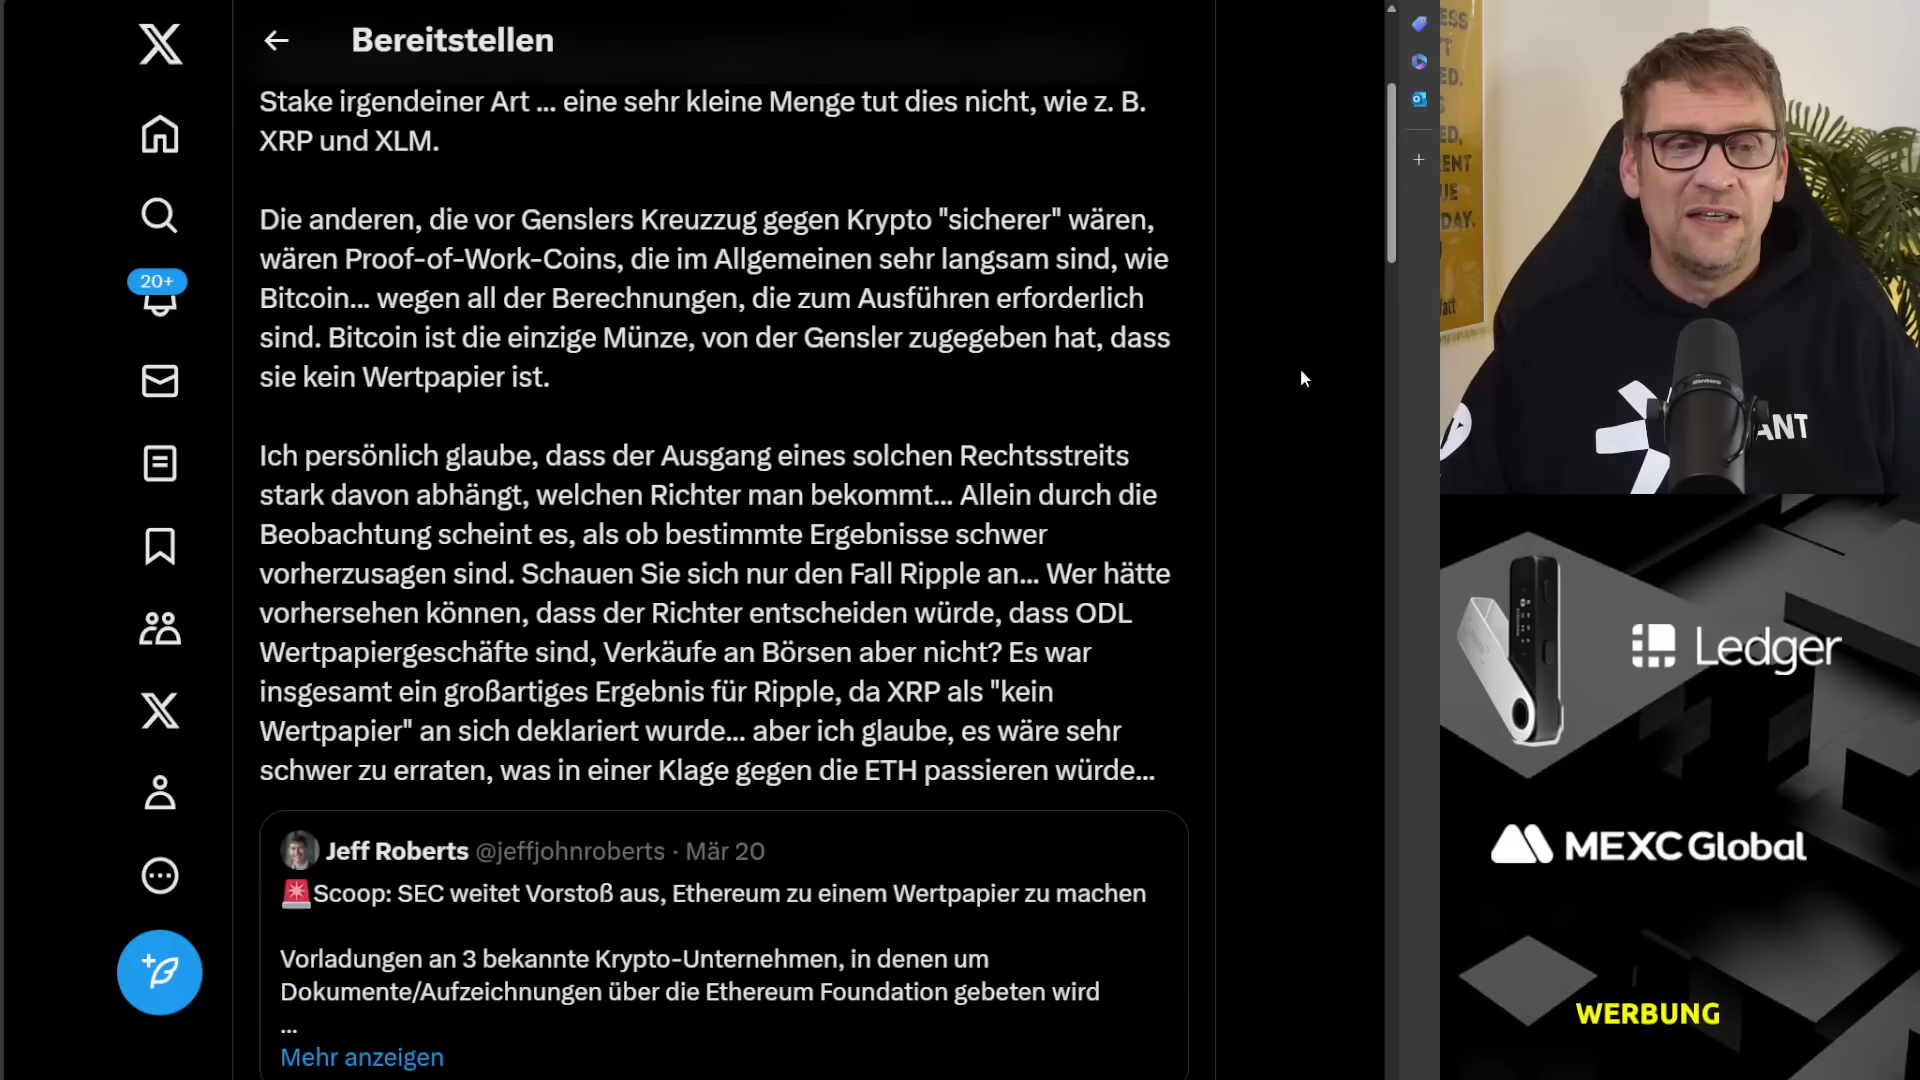 Bereitstellen
Stake irgendeiner Art ... eine sehr kleine Menge tut dies nicht, wie z. B.
XRP und XLM.
Die anderen, die vor Genslers Kreuzzug gegen Krypto "sicherer" wären,
wären Proof-of-Work-Coins, die im Allgemeinen sehr langsam sind, wie
Bitcoin... wegen all der Berechnungen, die zum Ausführen erforderlich
sind. Bitcoin ist die einzige Münze, von der Gensler zugegeben hat, dass
sie kein Wertpapier ist.
Ich persönlich glaube, dass der Ausgang eines solchen Rechtsstreits
stark davon abhängt, welchen Richter man bekommt... Allein durch die
Beobachtung scheint es, als ob bestimmte Ergebnisse schwer
vorherzusagen sind. Schauen Sie sich nur den Fall Ripple an... Wer hätte
vorhersehen können, dass der Richter entscheiden würde, dass ODL
Wertpapiergeschäfte sind, Verkäufe an Börsen aber nicht? Es war
insgesamt ein großartiges Ergebnis für Ripple, da XRP als "kein
Wertpapier" an sich deklariert wurde... aber ich glaube, es wäre sehr
schwer zu erraten, was in einer Klage gegen die ETH passieren würde...
Jeff Roberts @jeffjohnroberts · Mär 20
🚨Scoop: SEC weitet Vorstoß aus, Ethereum zu einem Wertpapier zu machen
Vorladungen an 3 bekannte Krypto-Unternehmen, in denen um
Dokumente/Aufzeichnungen über die Ethereum Foundation gebeten wird
...
Mehr anzeigen
20+
ESS
ED.
S
ED,
ENT
UE
DAY.
ANT
Ledger
MEXC Global
WERBUNG